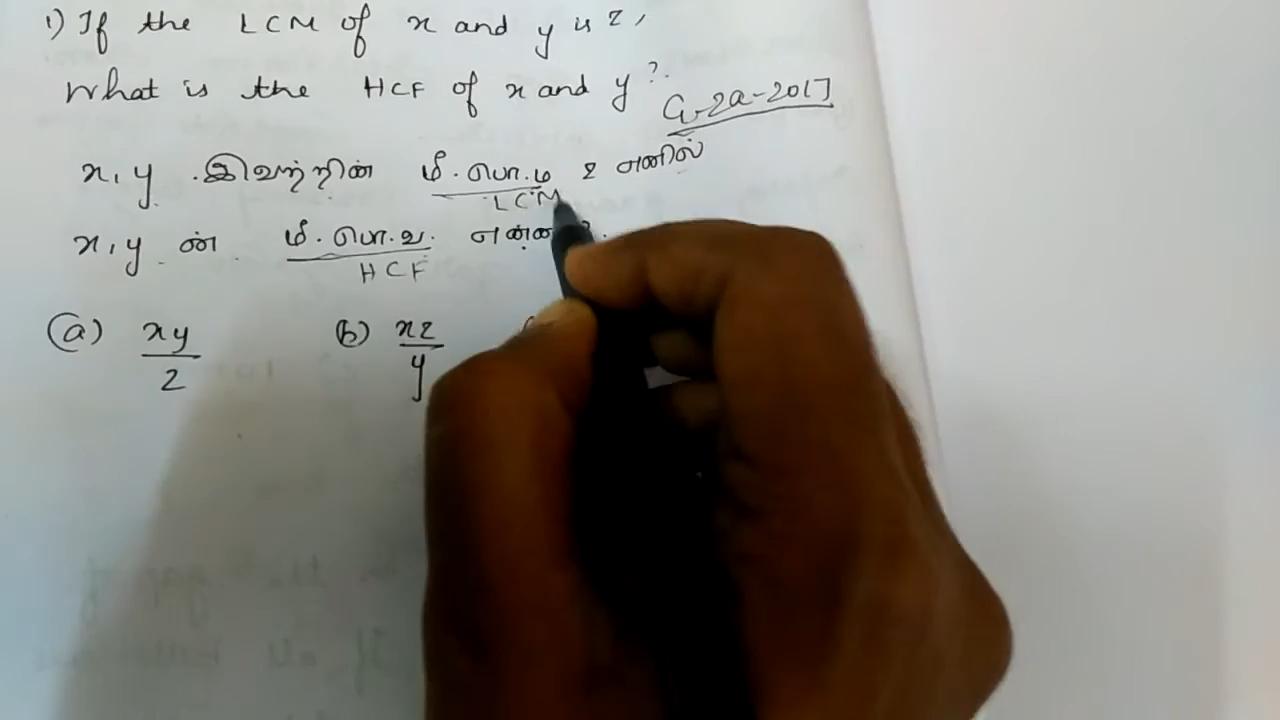 1) If the LCM of x and y is z,
What is the HCF of x and y?
G-2a-2017
x, y இவற்றின் மீ.பொ.ம z எனில்
LCM
x, y ன் மீ.பொ.வ. என்ன?
HCF
(a) xy/z (b) xz/y